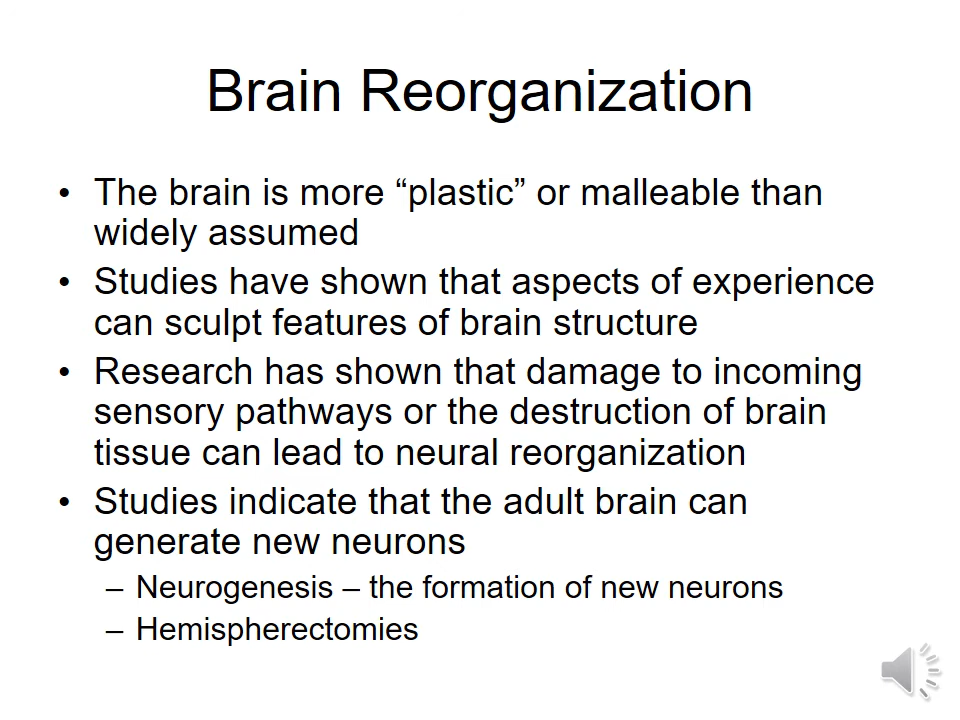 Brain Reorganization
• The brain is more “plastic” or malleable than
widely assumed
• Studies have shown that aspects of experience
can sculpt features of brain structure
• Research has shown that damage to incoming
sensory pathways or the destruction of brain
tissue can lead to neural reorganization
• Studies indicate that the adult brain can
generate new neurons
– Neurogenesis – the formation of new neurons
– Hemispherectomies